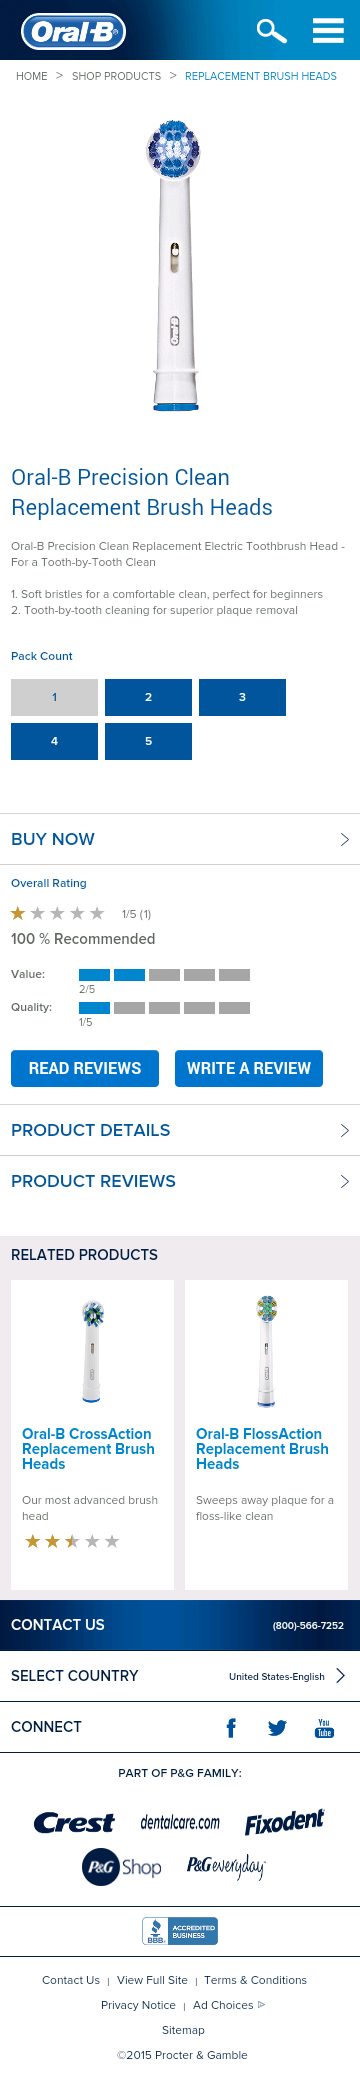 Oral-B
HOME > SHOP PRODUCTS > REPLACEMENT BRUSH HEADS
Oral-B Precision Clean
Replacement Brush Heads
Oral-B Precision Clean Replacement Electric Toothbrush Head -
For a Tooth-by-Tooth Clean
1. Soft bristles for a comfortable clean, perfect for beginners
2. Tooth-by-tooth cleaning for superior plaque removal
Pack Count
1 2 3
4 5
BUY NOW
Overall Rating
1/5 (1)
100 % Recommended
Value:
2/5
Quality:
1/5
READ REVIEWS WRITE A REVIEW
PRODUCT DETAILS
PRODUCT REVIEWS
RELATED PRODUCTS
Oral-B CrossAction
Replacement Brush
Heads
Our most advanced brush
head
Oral-B FlossAction
Replacement Brush
Heads
Sweeps away plaque for a
floss-like clean
CONTACT US (800)-566-7252
SELECT COUNTRY United States-English
CONNECT f You Tube
PART OF P&G FAMILY:
Crest dentalcare.com Fixodent
P&G Shop P&G everyday
BBB ACCREDITED BUSINESS
Contact Us | View Full Site | Terms & Conditions
Privacy Notice | Ad Choices
Sitemap
©2015 Procter & Gamble